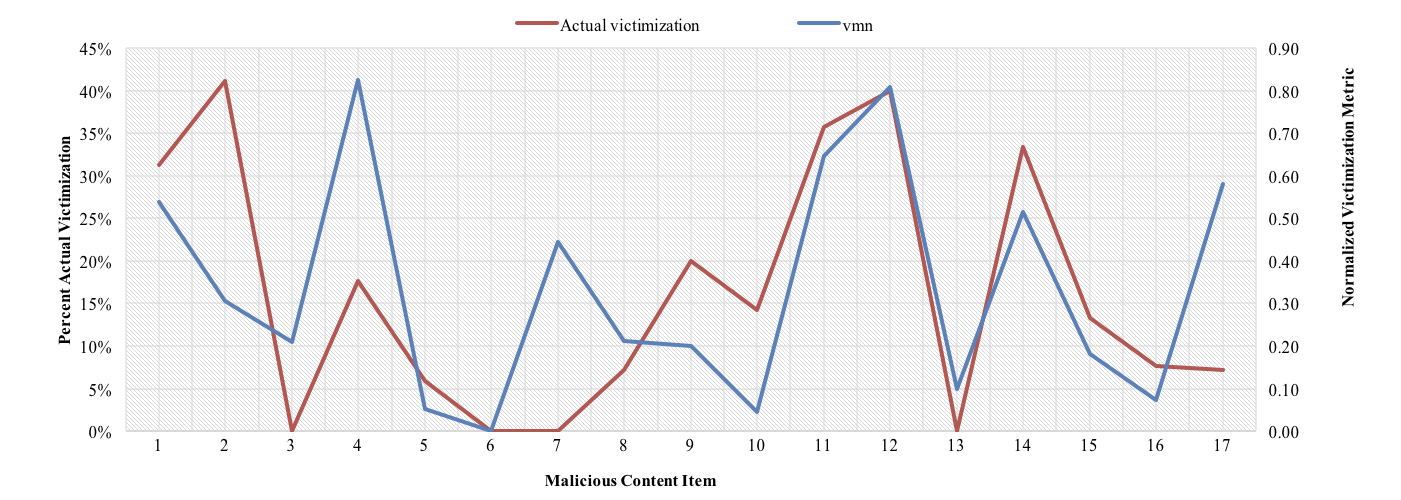 Actual victimization vmn
45% 0.90
40% 0.80
35% 0.70
30% 0.60
25% 0.50
20% 0.40
15% 0.30
10% 0.20
5% 0.10
0% 0.00
Percent Actual Victimization
Normalized Victimization Metric
1 2 3 4 5 6 7 8 9 10 11 12 13 14 15 16 17
Malicious Content Item